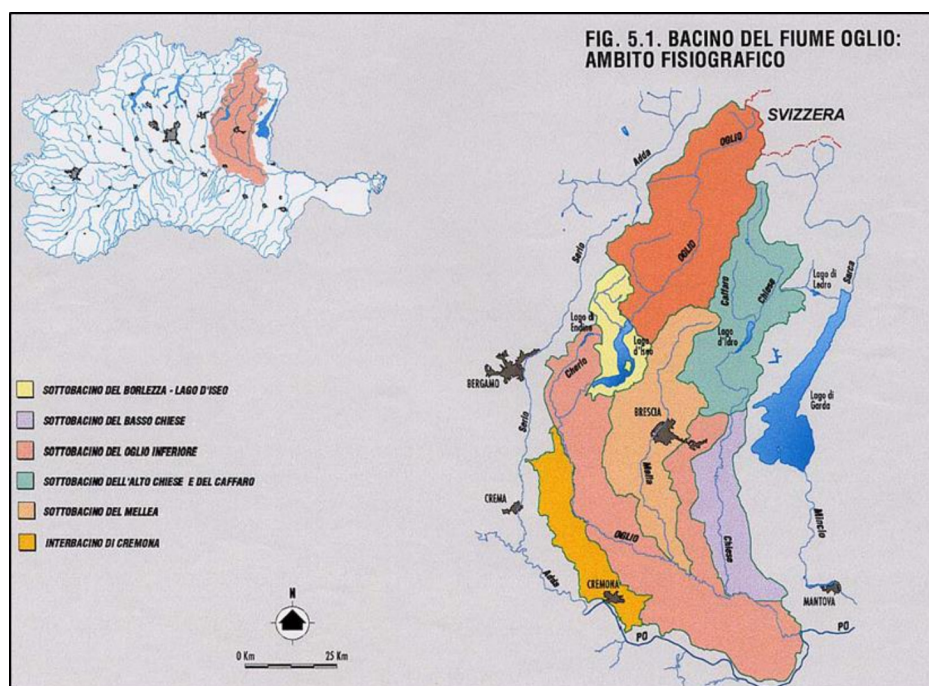 FIG. 5.1. BACINO DEL FIUME OGLIO:
AMBITO FISIOGRAFICO
SVIZZERA
OGLIO
Adda
Serio
OGLIO
Caffaro
Chiese
Lago di
Ledro
Sarca
Lago di
Endine
Lago
d'Iseo
Lago
d'Idro
Cherio
BERGAMO
Lago di
Garda
BRESCIA
Serio
Mella
CREMA
OGLIO
Chiese
Mincio
Adda
CREMONA
MANTOVA
PO
PO
SOTTOBACINO DEL BORLEZZA - LAGO D'ISEO
SOTTOBACINO DEL BASSO CHIESE
SOTTOBACINO DEL OGLIO INFERIORE
SOTTOBACINO DELL'ALTO CHIESE E DEL CAFFARO
SOTTOBACINO DEL MELLEA
INTERBACINO DI CREMONA
N
0 Km 25 Km